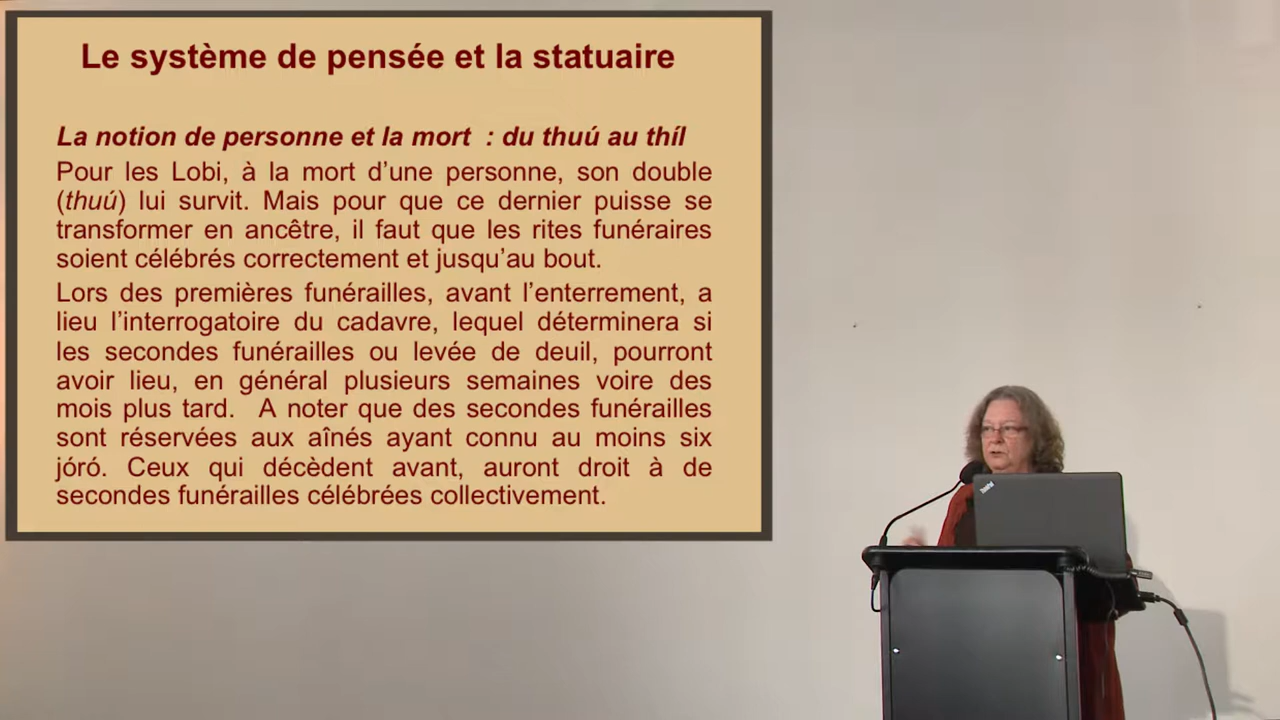 Le système de pensée et la statuaire
La notion de personne et la mort : du thuú au thíl
Pour les Lobi, à la mort d’une personne, son double
(thuú) lui survit. Mais pour que ce dernier puisse se
transformer en ancêtre, il faut que les rites funéraires
soient célébrés correctement et jusqu’au bout.
Lors des premières funérailles, avant l’enterrement, a
lieu l’interrogatoire du cadavre, lequel déterminera si
les secondes funérailles ou levée de deuil, pourront
avoir lieu, en général plusieurs semaines voire des
mois plus tard. A noter que des secondes funérailles
sont réservées aux aînés ayant connu au moins six
jóró. Ceux qui décèdent avant, auront droit à de
secondes funérailles célébrées collectivement.
ThinkPad